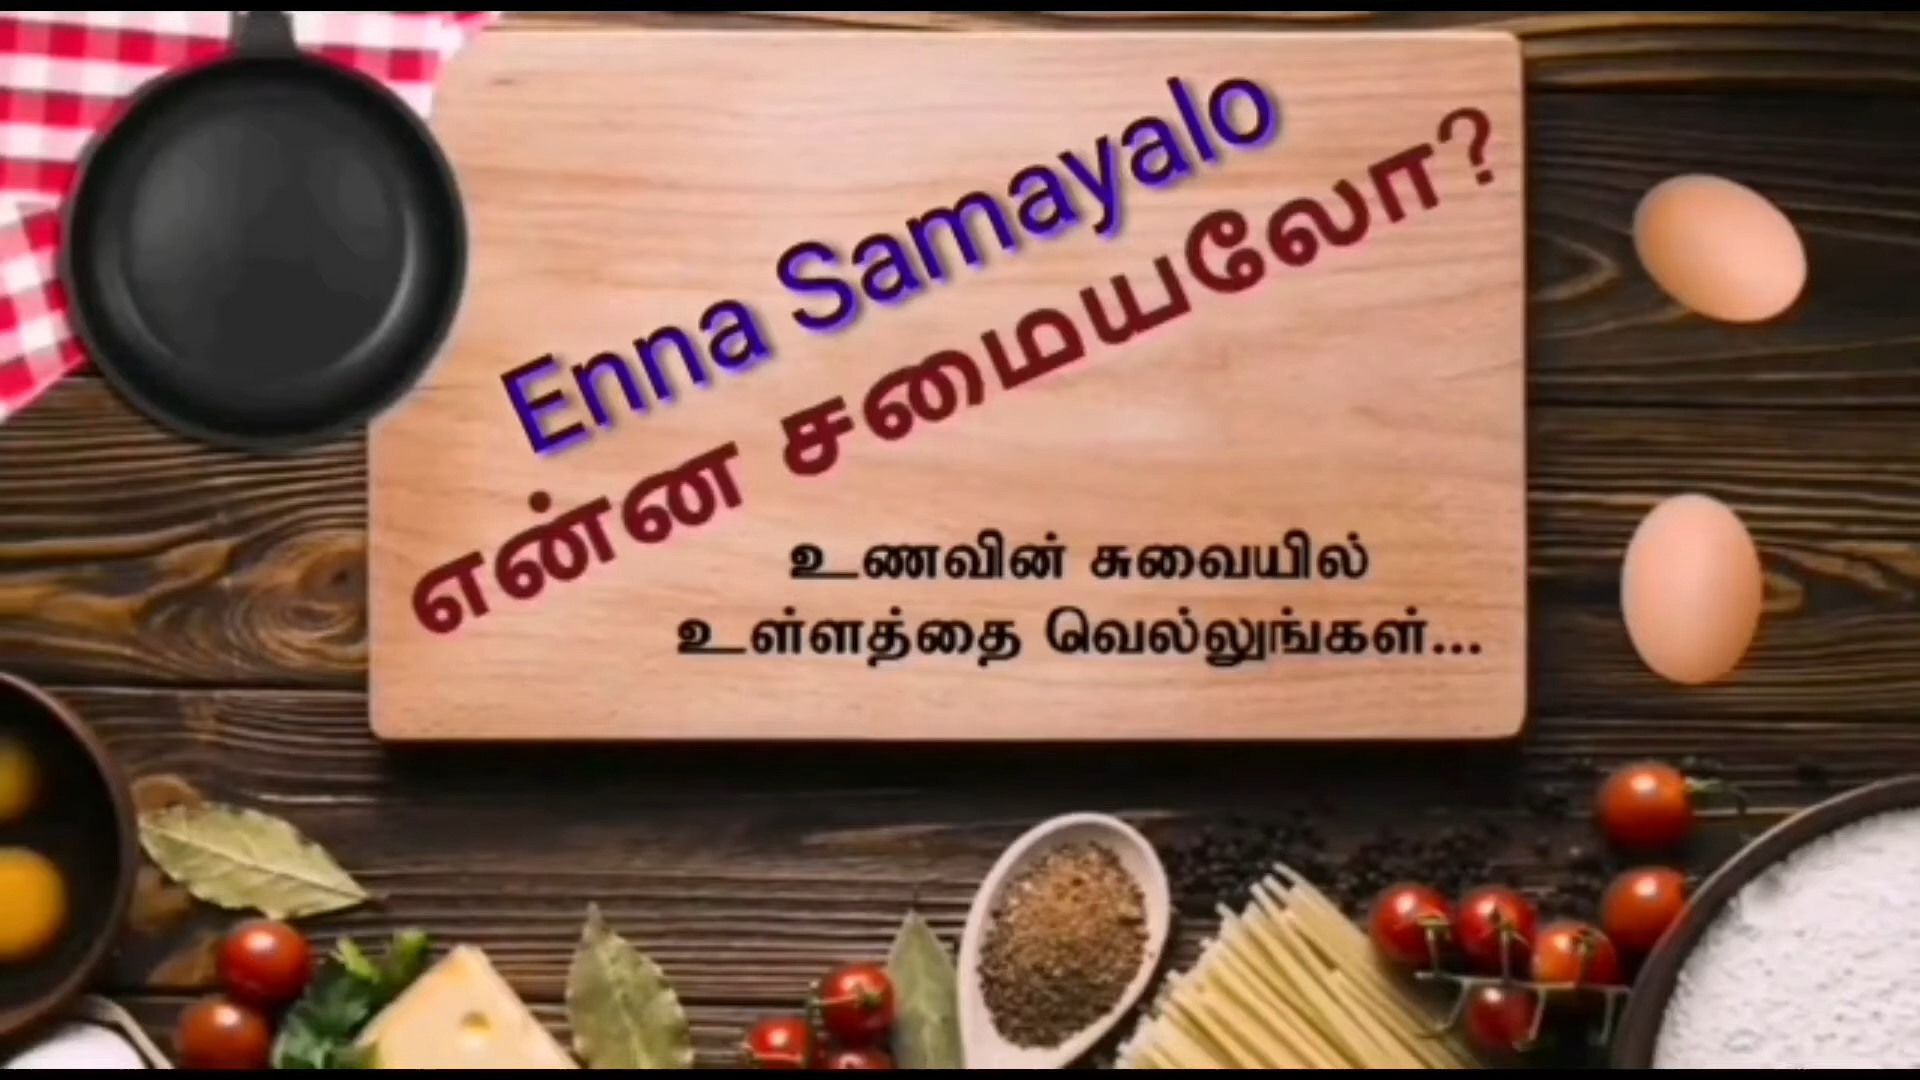 Enna Samayalo
என்ன சமையலோ?
உணவின் சுவையில்
உள்ளத்தை வெல்லுங்கள்...